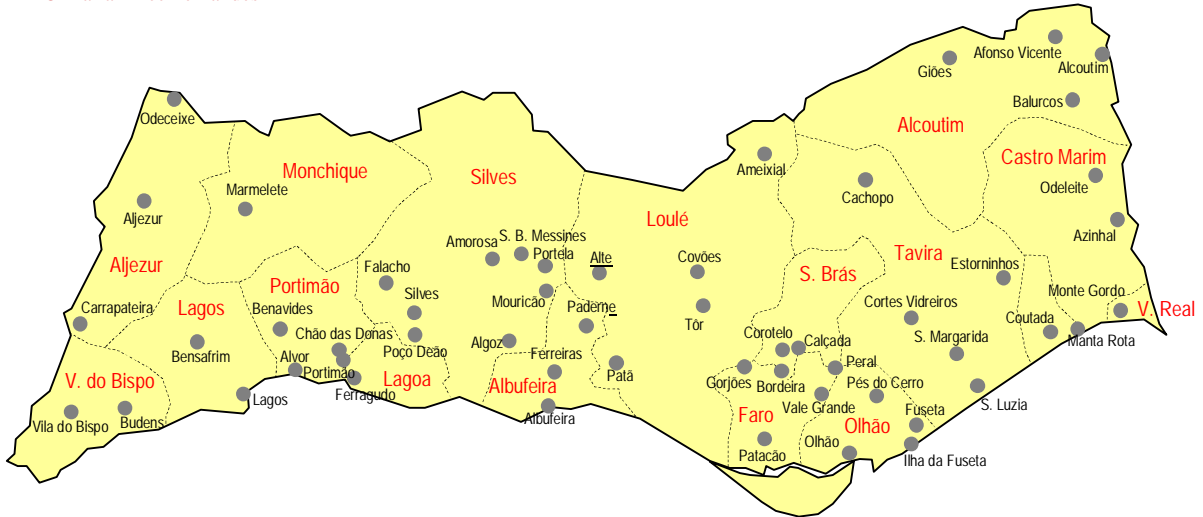 Afonso Vicente
Giões
Alcoutim
Balurcos
Odeceixe
Alcoutim
Castro Marim
Monchique
Silves
Ameixial
Odeleite
Marmelete
Cachopo
Aljezur
Loulé
Azinhal
S. B. Messines
Amorosa
Portela
Alte
Covões
Tavira
Estorninhos
Aljezur
Falacho
S. Brás
Portimão
Silves
Mouricão
Paderne
Monte Gordo
Carrapateira
Lagos
Benavides
Cortes Vidreiros
V. Real
Tôr
Coutada
Chão das Donas
Corotelo
Calçada
S. Margarida
Manta Rota
Bensafrim
Poço Deão
Algoz
Ferreiras
Alvor
Portimão
Patã
Peral
V. do Bispo
Lagoa
Albufeira
Gorjões
Bordeira
Pés do Cerro
Ferragudo
Lagos
Vale Grande
S. Luzia
Faro
Fuseta
Vila do Bispo
Budens
Albufeira
Olhão
Olhão
Patacão
Ilha da Fuseta